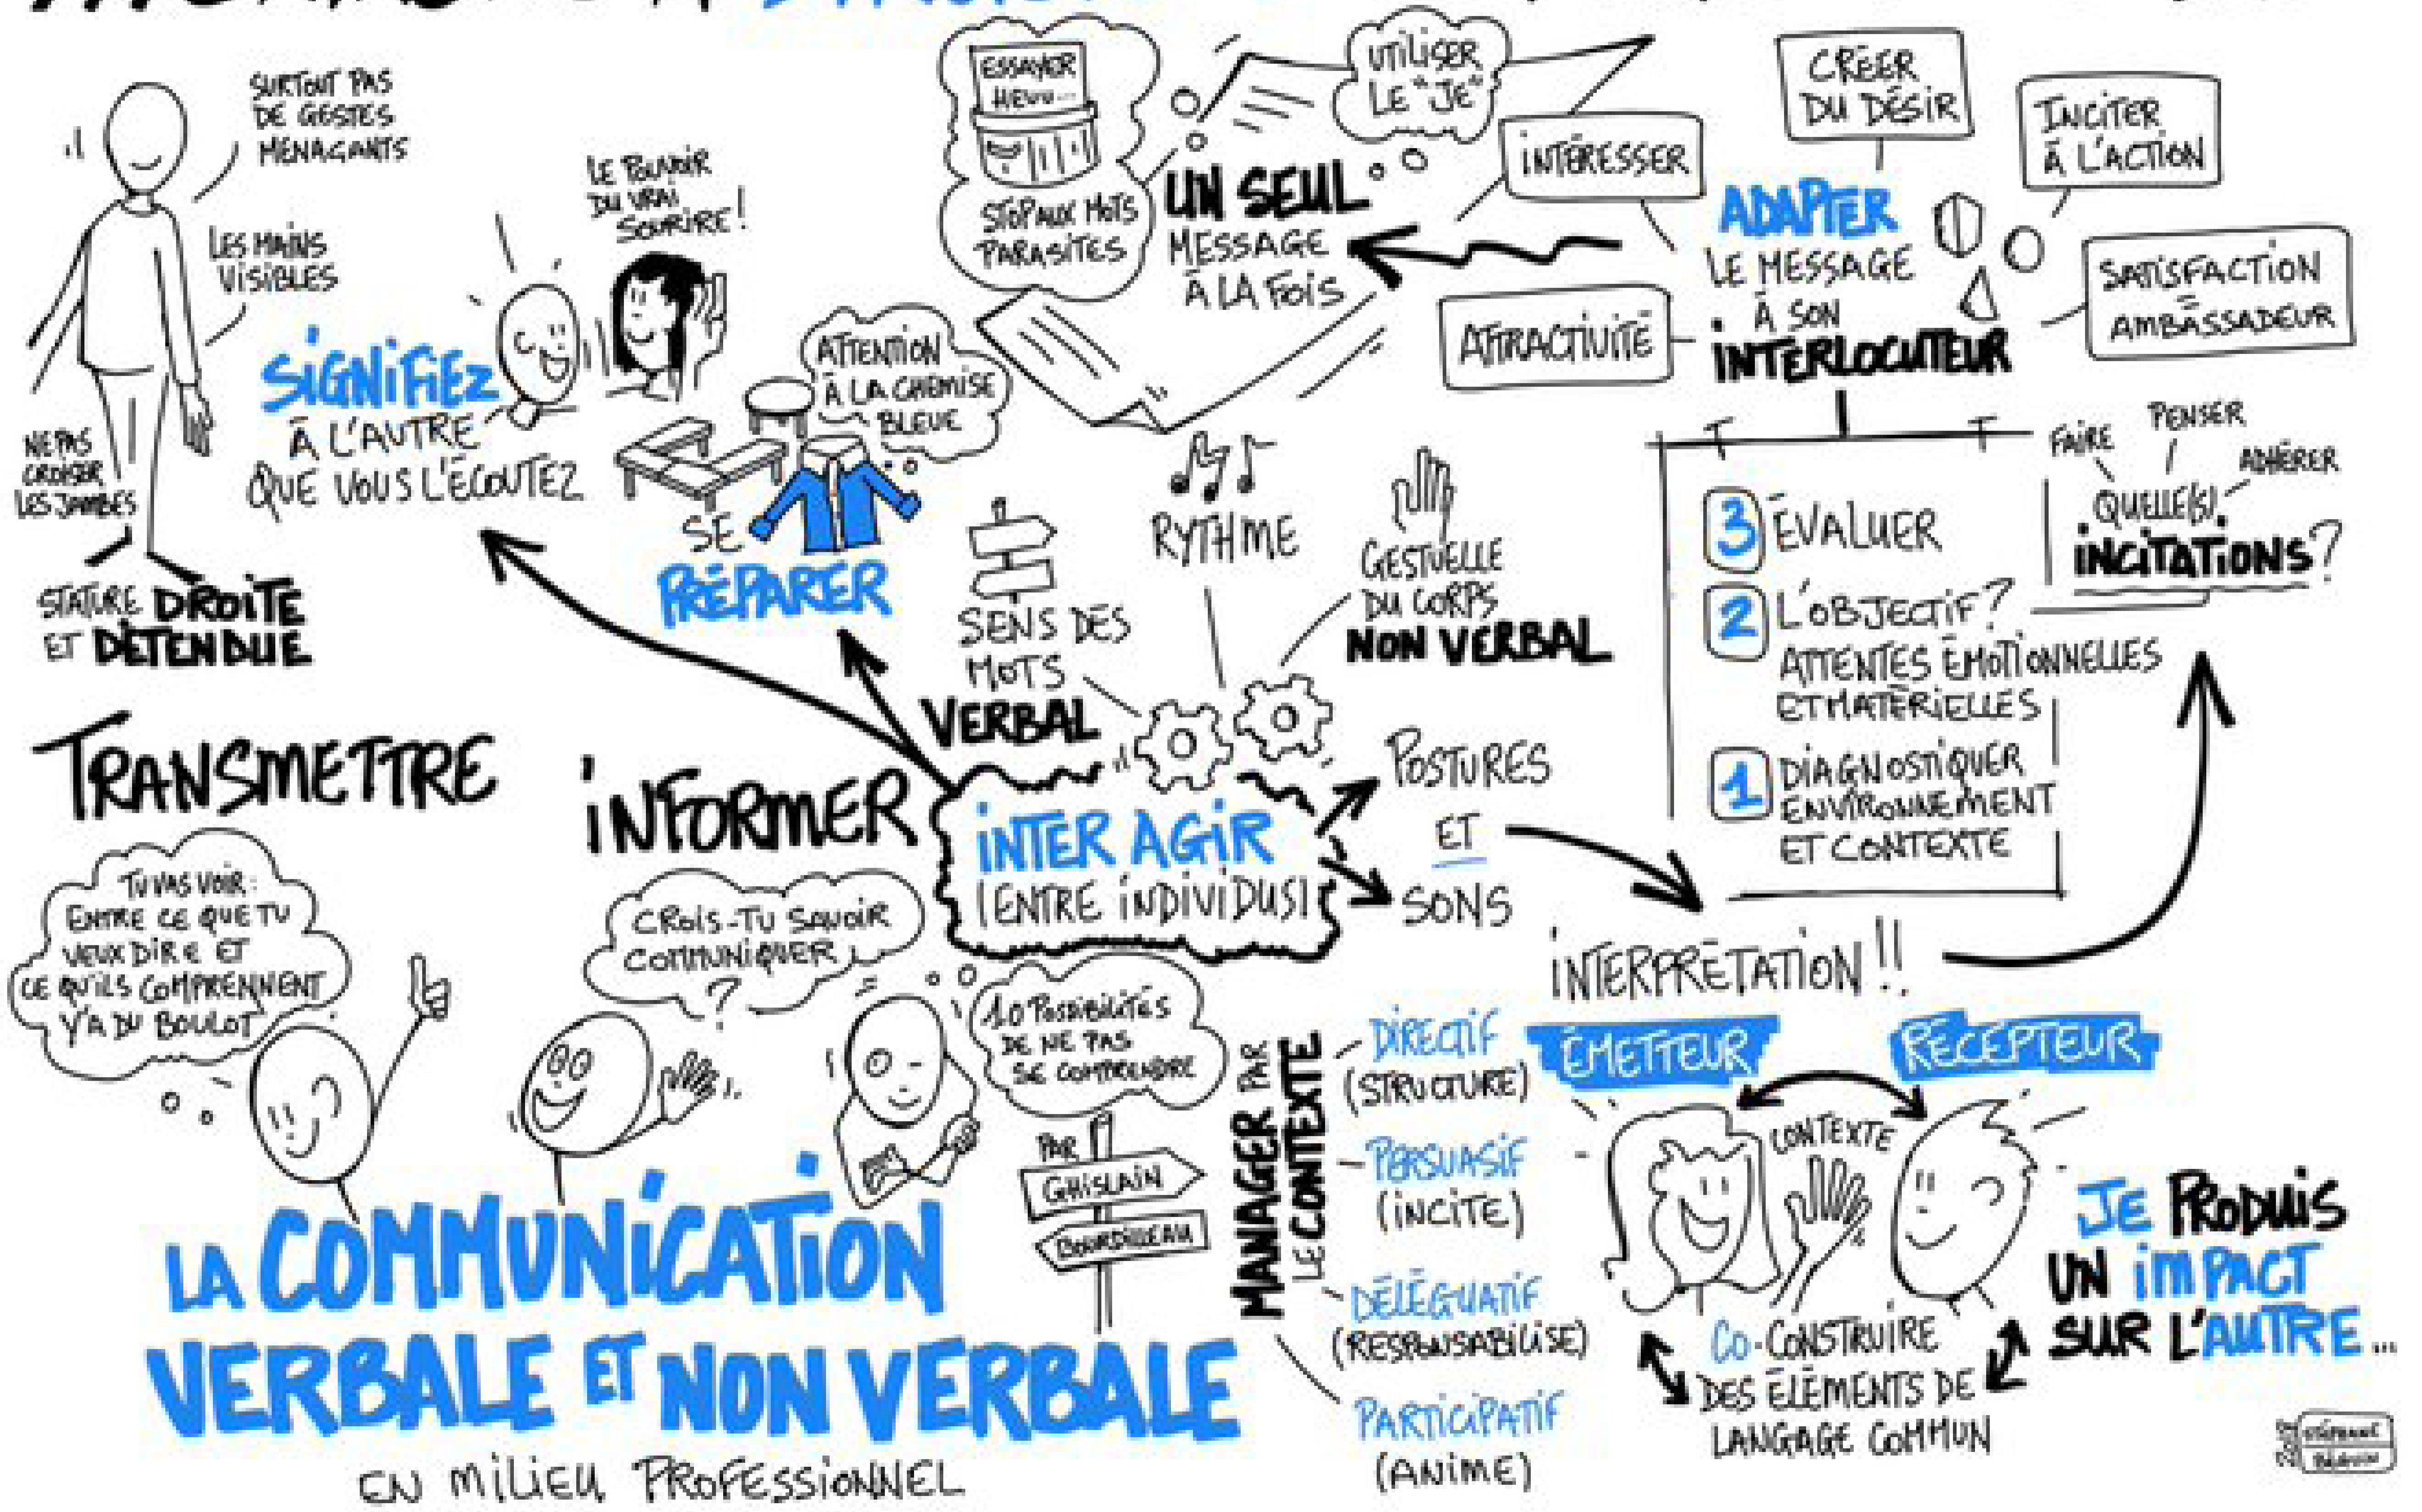 SURTOUT PAS
DE GESTES
MENAÇANTS
LES MAINS
VISIBLES
NE PAS
CROISER
LES JAMBES
STATURE DROITE
ET DÉTENDUE
LE POUVOIR
DU VRAI
SOURIRE!
SIGNIFIEZ
À L'AUTRE
QUE VOUS L'ÉCOUTEZ
ATTENTION
À LA CHEMISE
BLEUE
SE
PRÉPARER
ESSAYER
HEUU...
STOP AUX MOTS
PARASITES
UTILISER
LE "JE"
UN SEUL
MESSAGE
À LA FOIS
INTÉRESSER
CRÉER
DU DÉSIR
INCITER
À L'ACTION
ATTRACTIVITÉ
ADAPTER
LE MESSAGE
À SON
INTERLOCUTEUR
SATISFACTION
=
AMBASSADEUR
FAIRE
PENSER
ADHÉRER
QUELLE(S)
INCITATIONS?
3 ÉVALUER
2 L'OBJECTIF?
ATTENTES ÉMOTIONNELLES
ET MATÉRIELLES
1 DIAGNOSTIQUER
ENVIRONNEMENT
ET CONTEXTE
SENS DES
MOTS
VERBAL
RYTHME
GESTUELLE
DU CORPS
NON VERBAL
TRANSMETTRE
INFORMER
INTER AGIR
(ENTRE INDIVIDUS)
POSTURES
ET
SONS
INTERPRÉTATION!!
TU VAS VOIR:
ENTRE CE QUE TU
VEUX DIRE ET
CE QU'ILS COMPRENNENT
Y'A DU BOULOT
CROIS-TU SAVOIR
COMMUNIQUER
?
10 POSSIBILITÉS
DE NE PAS
SE COMPRENDRE
PAR
GHISLAIN
BOURDILLEAU
LA COMMUNICATION
VERBALE ET NON VERBALE
EN MILIEU PROFESSIONNEL
MANAGER PAR
LE CONTEXTE
DIRECTIF
(STRUCTURE)
PERSUASIF
(INCITE)
DÉLÉGUATIF
(RESPONSABILISE)
PARTICIPATIF
(ANIME)
ÉMETTEUR
RÉCEPTEUR
CONTEXTE
CO-CONSTRUIRE
DES ÉLÉMENTS DE
LANGAGE COMMUN
JE PRODUIS
UN IMPACT
SUR L'AUTRE...
STÉPHANE